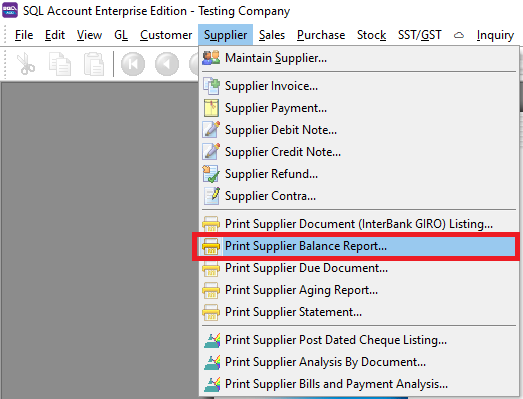 SQL Account Enterprise Edition - Testing Company
File Edit View GL Customer Supplier Sales Purchase Stock SST/GST Inquiry
Maintain Supplier...
Supplier Invoice...
Supplier Payment...
Supplier Debit Note...
Supplier Credit Note...
Supplier Refund...
Supplier Contra...
Print Supplier Document (InterBank GIRO) Listing...
Print Supplier Balance Report...
Print Supplier Due Document...
Print Supplier Aging Report...
Print Supplier Statement...
Print Supplier Post Dated Cheque Listing...
Print Supplier Analysis By Document...
Print Supplier Bills and Payment Analysis...